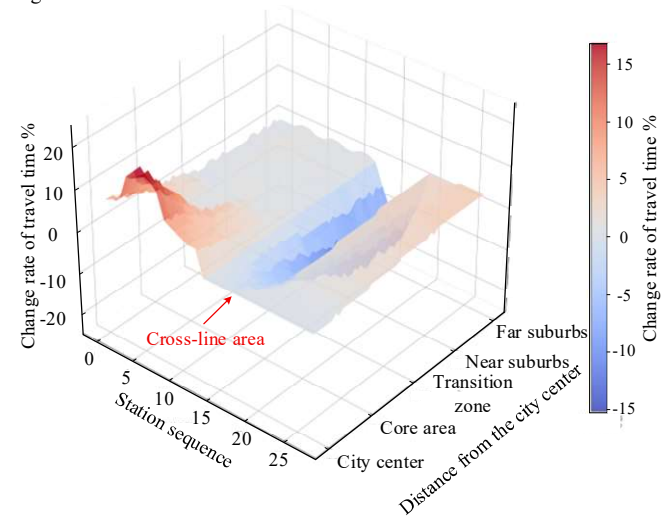 Change rate of travel time %
20
10
0
-10
-20
Cross-line area
0
5
10
15
20
25
Station sequence
City center
Core area
Transition
zone
Near suburbs
Far suburbs
Distance from the city center
15
10
5
0
-5
-10
-15
Change rate of travel time %